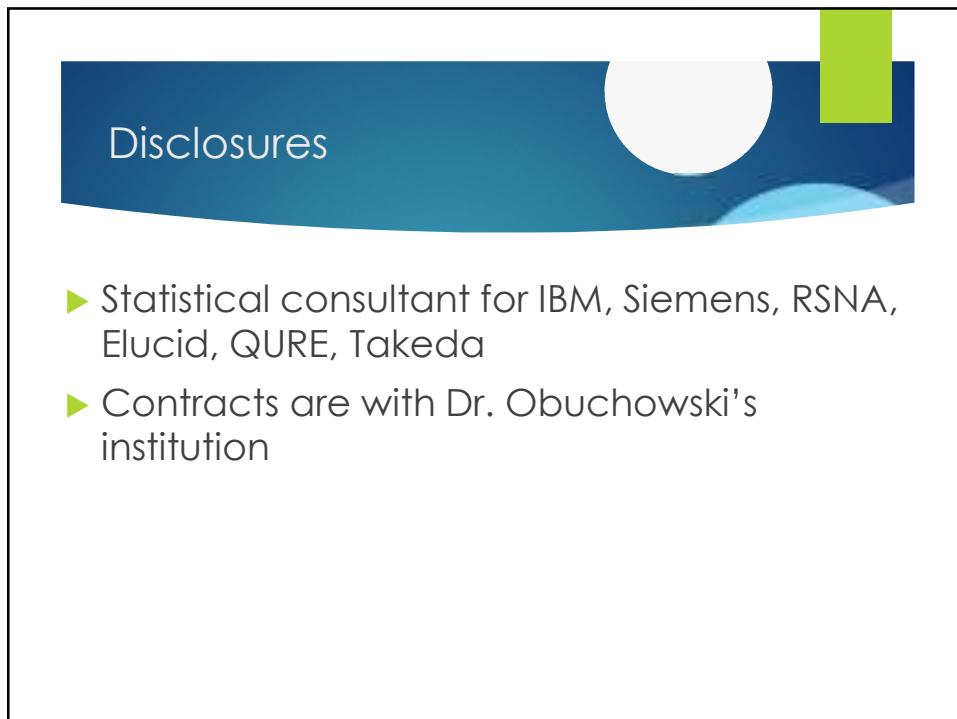 Disclosures
Statistical consultant for IBM, Siemens, RSNA,
Elucid, QURE, Takeda
Contracts are with Dr. Obuchowski’s
institution